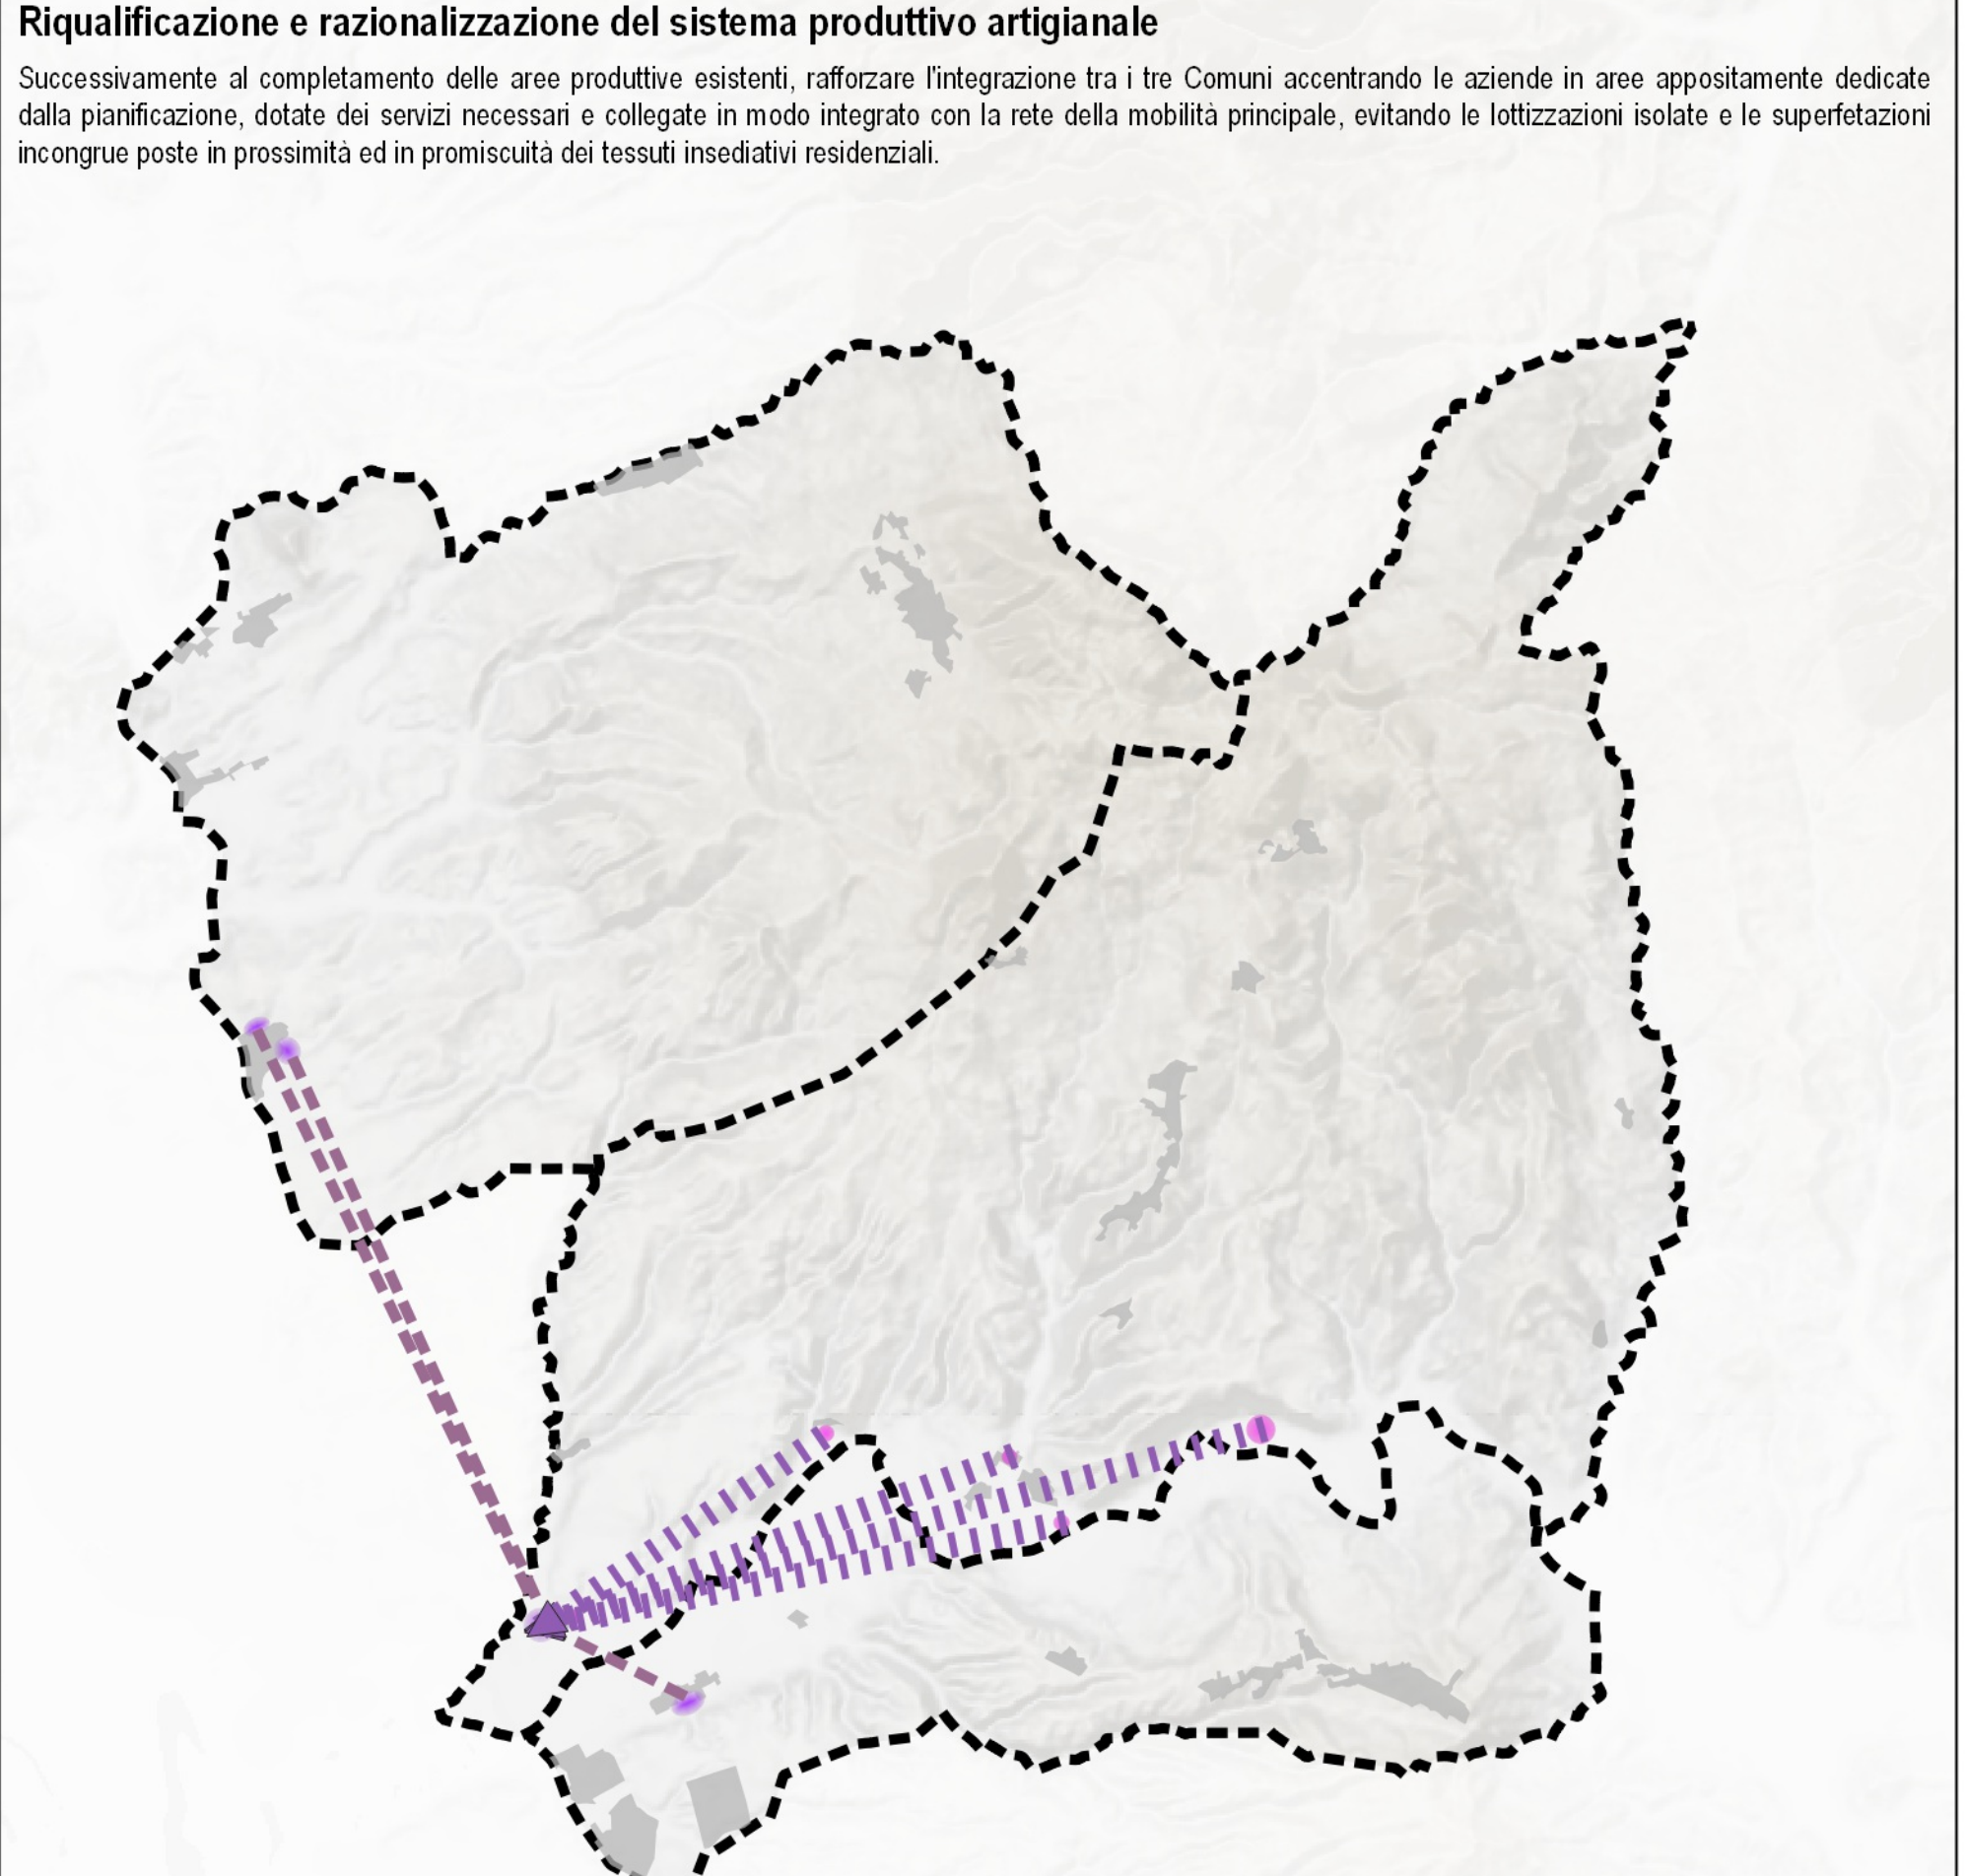 Riqualificazione e razionalizzazione del sistema produttivo artigianale
Successivamente al completamento delle aree produttive esistenti, rafforzare l'integrazione tra i tre Comuni accentrando le aziende in aree appositamente dedicate
dalla pianificazione, dotate dei servizi necessari e collegate in modo integrato con la rete della mobilità principale, evitando le lottizzazioni isolate e le superfetazioni
incongrue poste in prossimità ed in promiscuità dei tessuti insediativi residenziali.